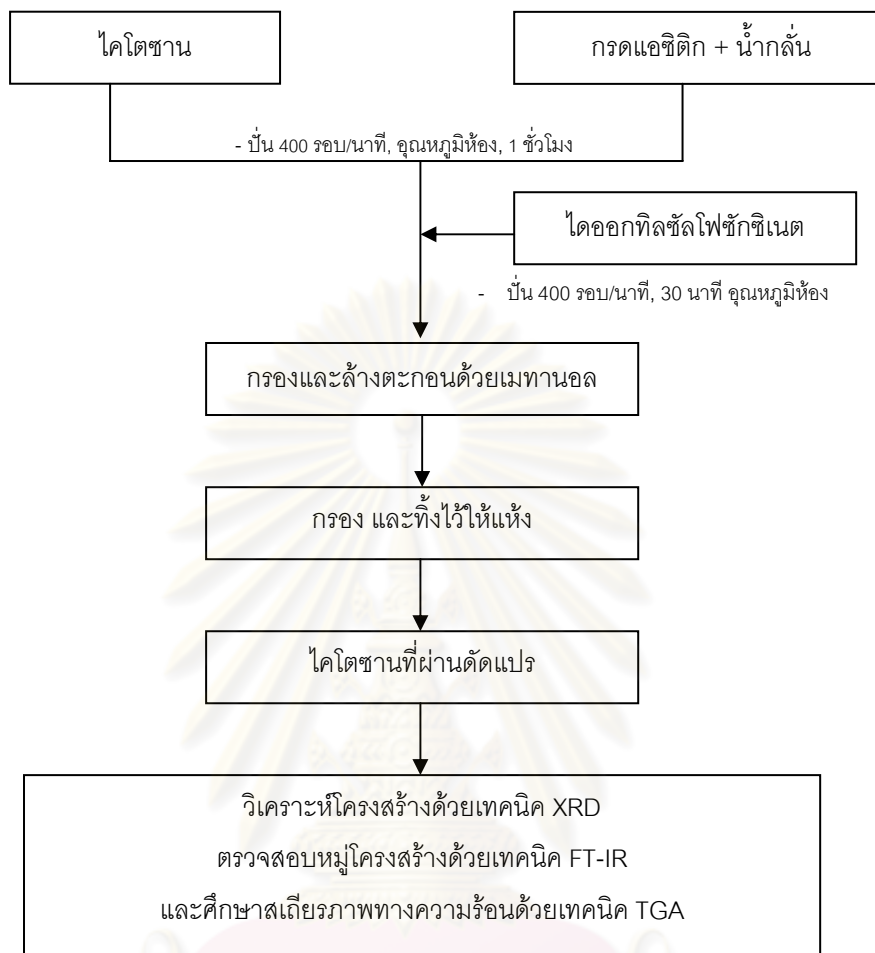 ไคโตซาน
กรดแอซิติก + น้ำกลั่น
- ปั่น 400 รอบ/นาที, อุณหภูมิห้อง, 1 ชั่วโมง
ไดออกทิลซัลโฟซักซิเนต
- ปั่น 400 รอบ/นาที, 30 นาที อุณหภูมิห้อง
กรองและล้างตะกอนด้วยเมทานอล
กรอง และทิ้งไว้ให้แห้ง
ไคโตซานที่ผ่านดัดแปร
วิเคราะห์โครงสร้างด้วยเทคนิค XRD
ตรวจสอบหมู่โครงสร้างด้วยเทคนิค FT-IR
และศึกษาสเถียรภาพทางความร้อนด้วยเทคนิค TGA